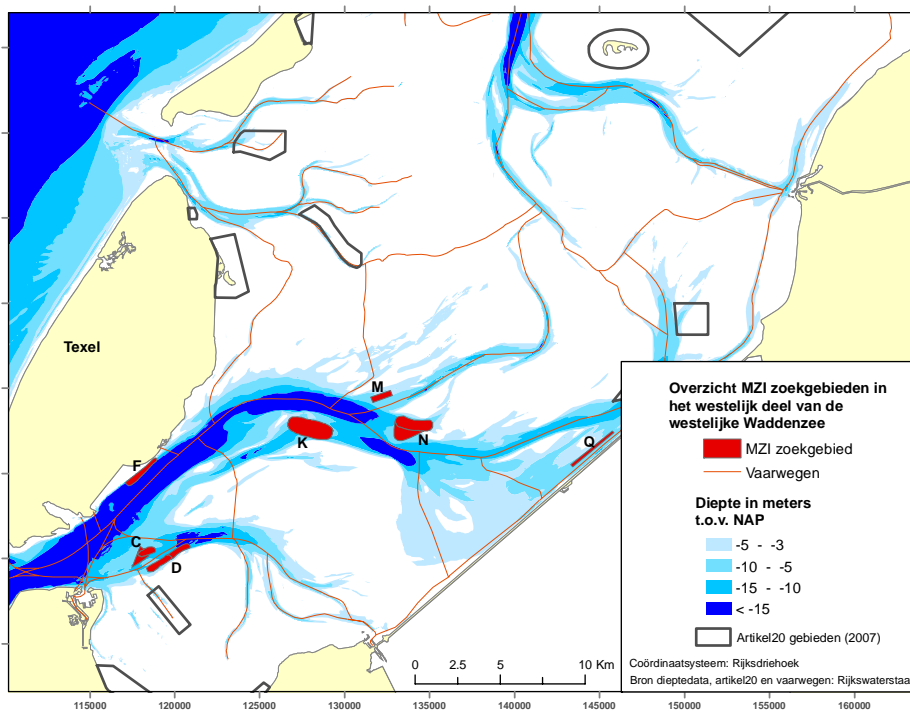 Texel
M
N
K
Q
F
C
D
Overzicht MZI zoekgebieden in
het westelijk deel van de
westelijke Waddenzee
MZI zoekgebied
Vaarwegen
Diepte in meters
t.o.v. NAP
-5 - -3
-10 - -5
-15 - -10
< -15
Artikel20 gebieden (2007)
Coördinaatsysteem: Rijksdriehoek
Bron dieptedata, artikel20 en vaarwegen: Rijkswaterstaa
0 2.5 5 10 Km
115000 120000 125000 130000 135000 140000 145000 150000 155000 160000